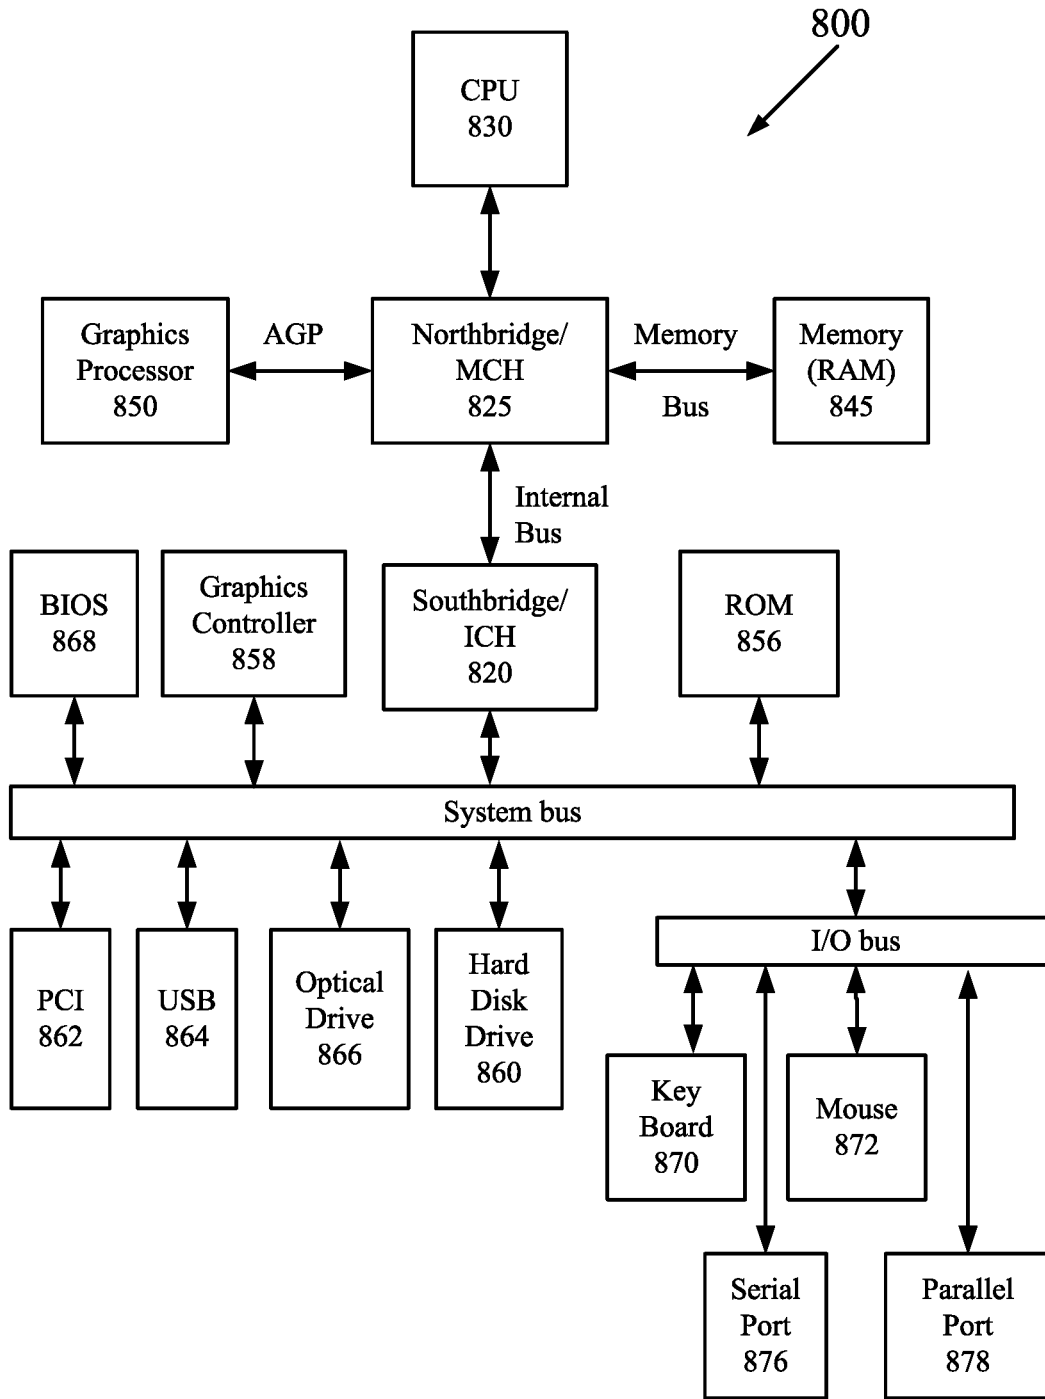 800
CPU
830
Graphics
Processor
850
AGP
Northbridge/
MCH
825
Memory
Bus
Memory
(RAM)
845
Internal
Bus
BIOS
868
Graphics
Controller
858
Southbridge/
ICH
820
ROM
856
System bus
PCI
862
USB
864
Optical
Drive
866
Hard
Disk
Drive
860
I/O bus
Key
Board
870
Mouse
872
Serial
Port
876
Parallel
Port
878